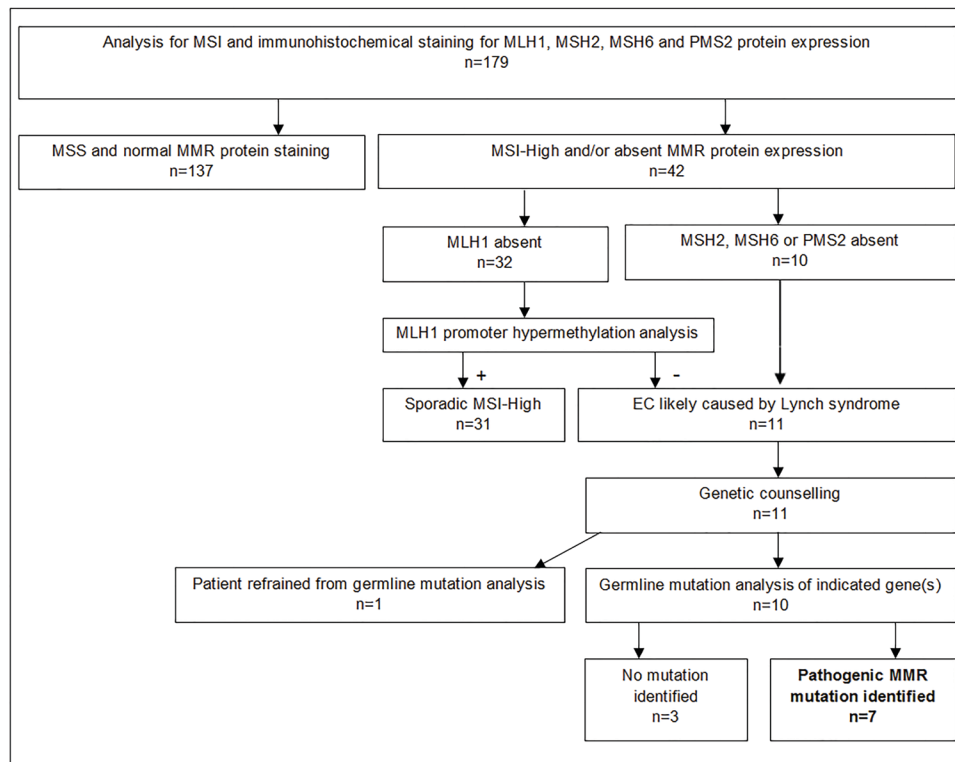 Analysis for MSI and immunohistochemical staining for MLH1, MSH2, MSH6 and PMS2 protein expression
n=179
MSS and normal MMR protein staining
n=137
MSI-High and/or absent MMR protein expression
n=42
MLH1 absent
n=32
MSH2, MSH6 or PMS2 absent
n=10
MLH1 promoter hypermethylation analysis
+
-
Sporadic MSI-High
n=31
EC likely caused by Lynch syndrome
n=11
Genetic counselling
n=11
Patient refrained from germline mutation analysis
n=1
Germline mutation analysis of indicated gene(s)
n=10
No mutation
identified
n=3
Pathogenic MMR
mutation identified
n=7